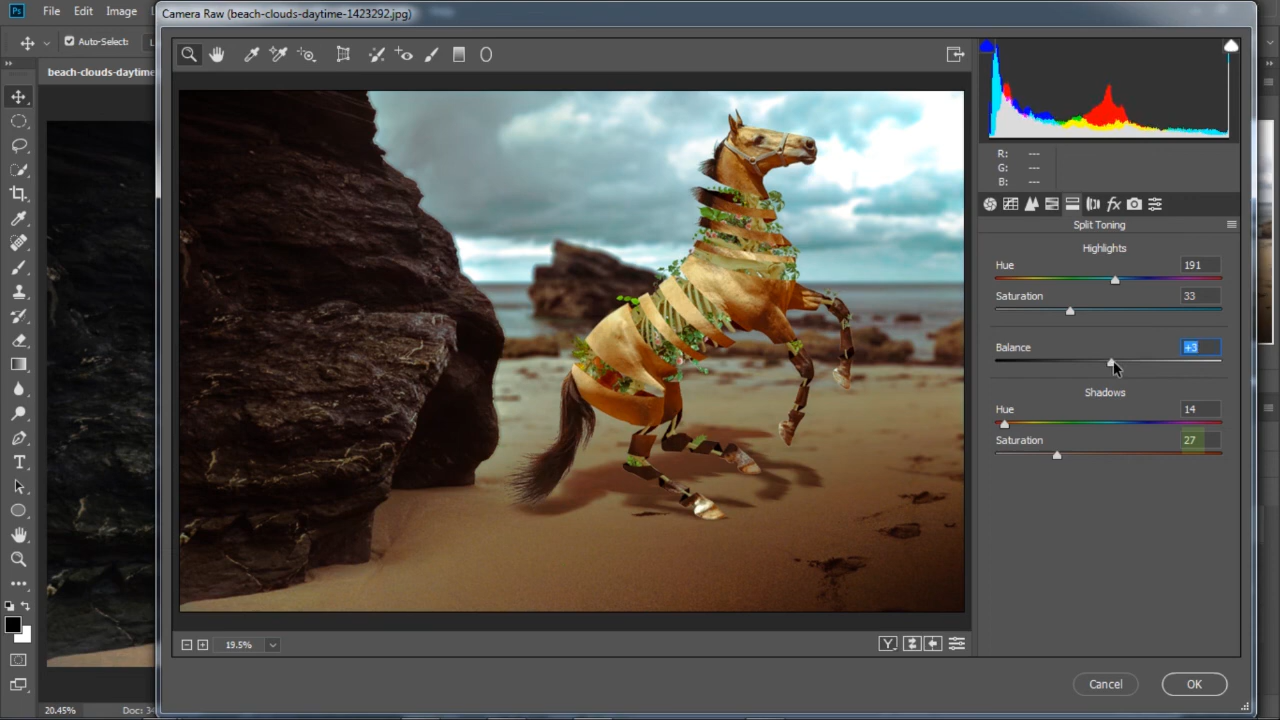 Ps File Edit Image
Camera Raw (beach-clouds-daytime-1423292.jpg)
Auto-Select:
beach-clouds-daytime
R: ---
G: ---
B: ---
Split Toning
Highlights
Hue 191
Saturation 33
Balance +3
Shadows
Hue 14
Saturation 27
19.5%
Y
Cancel OK
20.45% Doc: